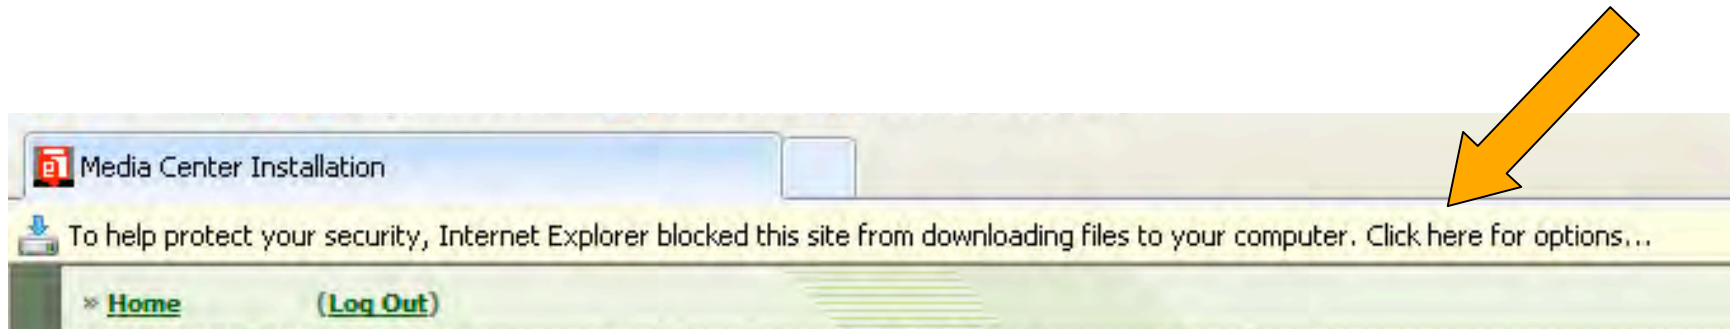 Media Center Installation
To help protect your security, Internet Explorer blocked this site from downloading files to your computer. Click here for options...
» Home (Log Out)